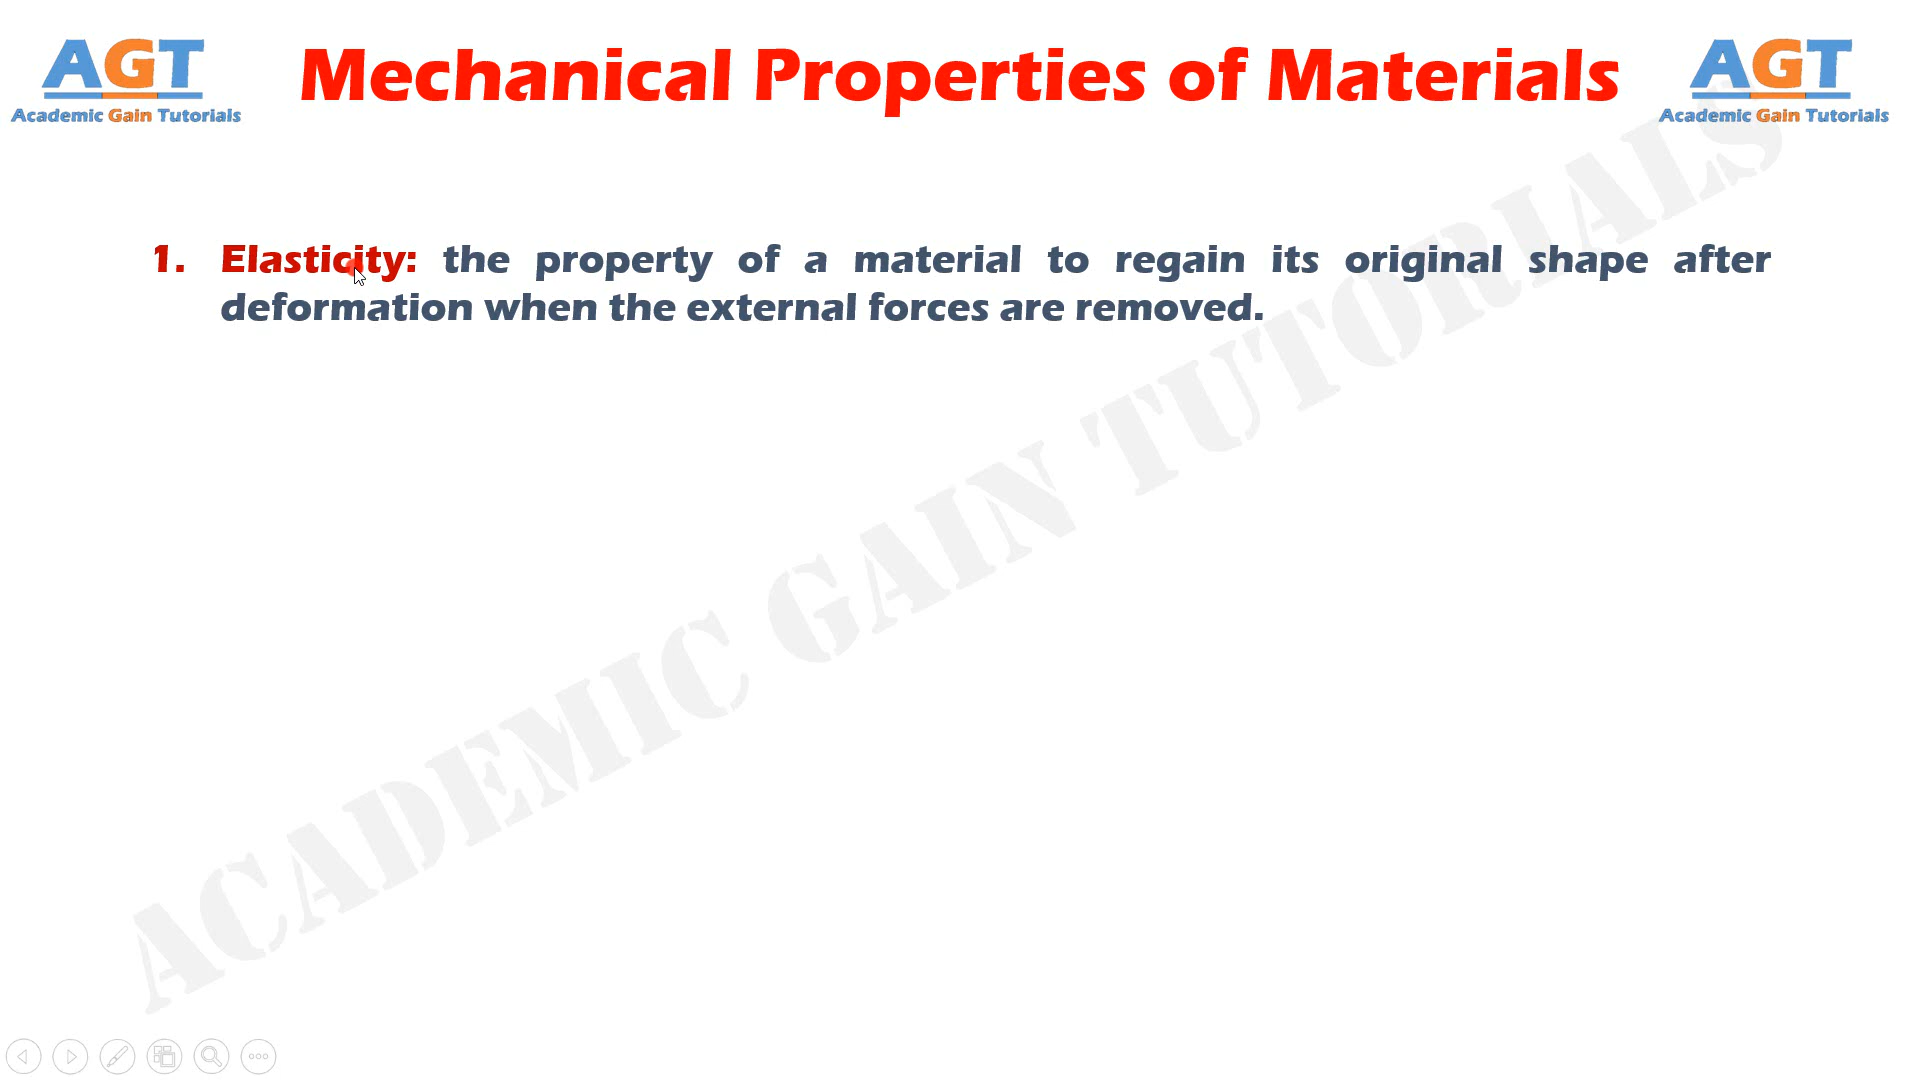 AGT
Academic Gain Tutorials
Mechanical Properties of Materials
AGT
Academic Gain Tutorials
1. Elasticity: the property of a material to regain its original shape after
deformation when the external forces are removed.
ACADEMIC GAIN TUTORIALS